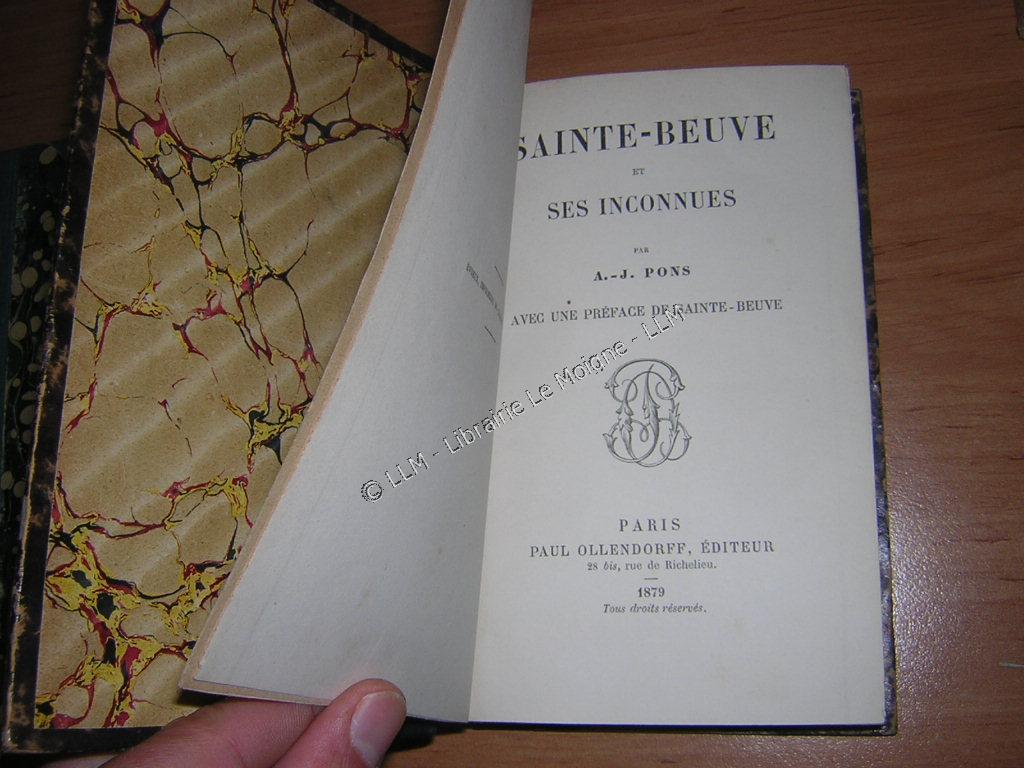 SAINTE-BEUVE
ET
SES INCONNUES
PAR
A.-J. PONS
AVEC UNE PRÉFACE DE SAINTE-BEUVE
PARIS
PAUL OLLENDORFF, ÉDITEUR
28 bis, rue de Richelieu.
1879
Tous droits réservés.
© LLM - Librairie Le Moigne - LLM